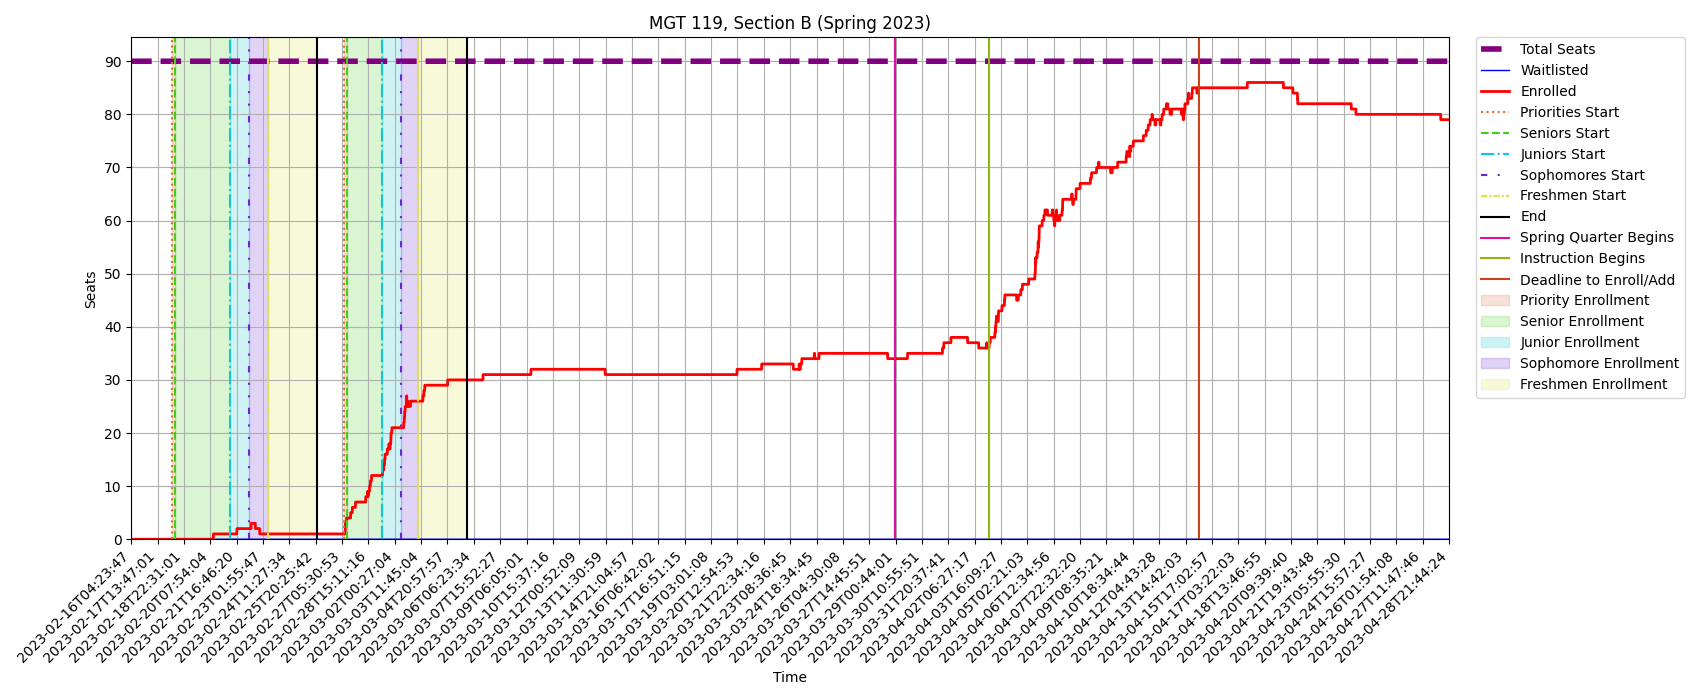 MGT 119, Section B (Spring 2023)
Seats
90
80
70
60
50
40
30
20
10
0
2023-02-16T04:23:47
2023-02-17T13:47:01
2023-02-18T22:31:01
2023-02-20T07:54:04
2023-02-21T16:46:20
2023-02-23T01:55:47
2023-02-24T11:27:34
2023-02-25T20:25:42
2023-02-27T05:30:53
2023-02-28T15:11:16
2023-03-02T00:27:04
2023-03-03T11:45:04
2023-03-04T20:57:57
2023-03-06T06:23:34
2023-03-07T15:52:27
2023-03-09T06:05:01
2023-03-10T15:37:16
2023-03-12T00:52:09
2023-03-13T11:30:59
2023-03-14T21:04:57
2023-03-16T06:42:02
2023-03-17T16:51:15
2023-03-19T03:01:08
2023-03-20T12:54:53
2023-03-21T22:34:16
2023-03-23T08:36:45
2023-03-24T18:34:45
2023-03-26T04:30:08
2023-03-27T14:45:51
2023-03-29T00:44:01
2023-03-30T10:55:51
2023-03-31T20:37:41
2023-04-02T06:27:17
2023-04-03T16:09:27
2023-04-05T02:21:03
2023-04-06T12:34:56
2023-04-07T22:32:20
2023-04-09T08:35:21
2023-04-10T18:34:44
2023-04-12T04:43:28
2023-04-13T14:42:03
2023-04-15T17:02:57
2023-04-17T03:22:03
2023-04-18T13:46:55
2023-04-20T09:39:40
2023-04-21T19:43:48
2023-04-23T05:55:30
2023-04-24T15:57:27
2023-04-26T01:54:08
2023-04-27T11:47:46
2023-04-28T21:44:24
Time
Total Seats
Waitlisted
Enrolled
Priorities Start
Seniors Start
Juniors Start
Sophomores Start
Freshmen Start
End
Spring Quarter Begins
Instruction Begins
Deadline to Enroll/Add
Priority Enrollment
Senior Enrollment
Junior Enrollment
Sophomore Enrollment
Freshmen Enrollment